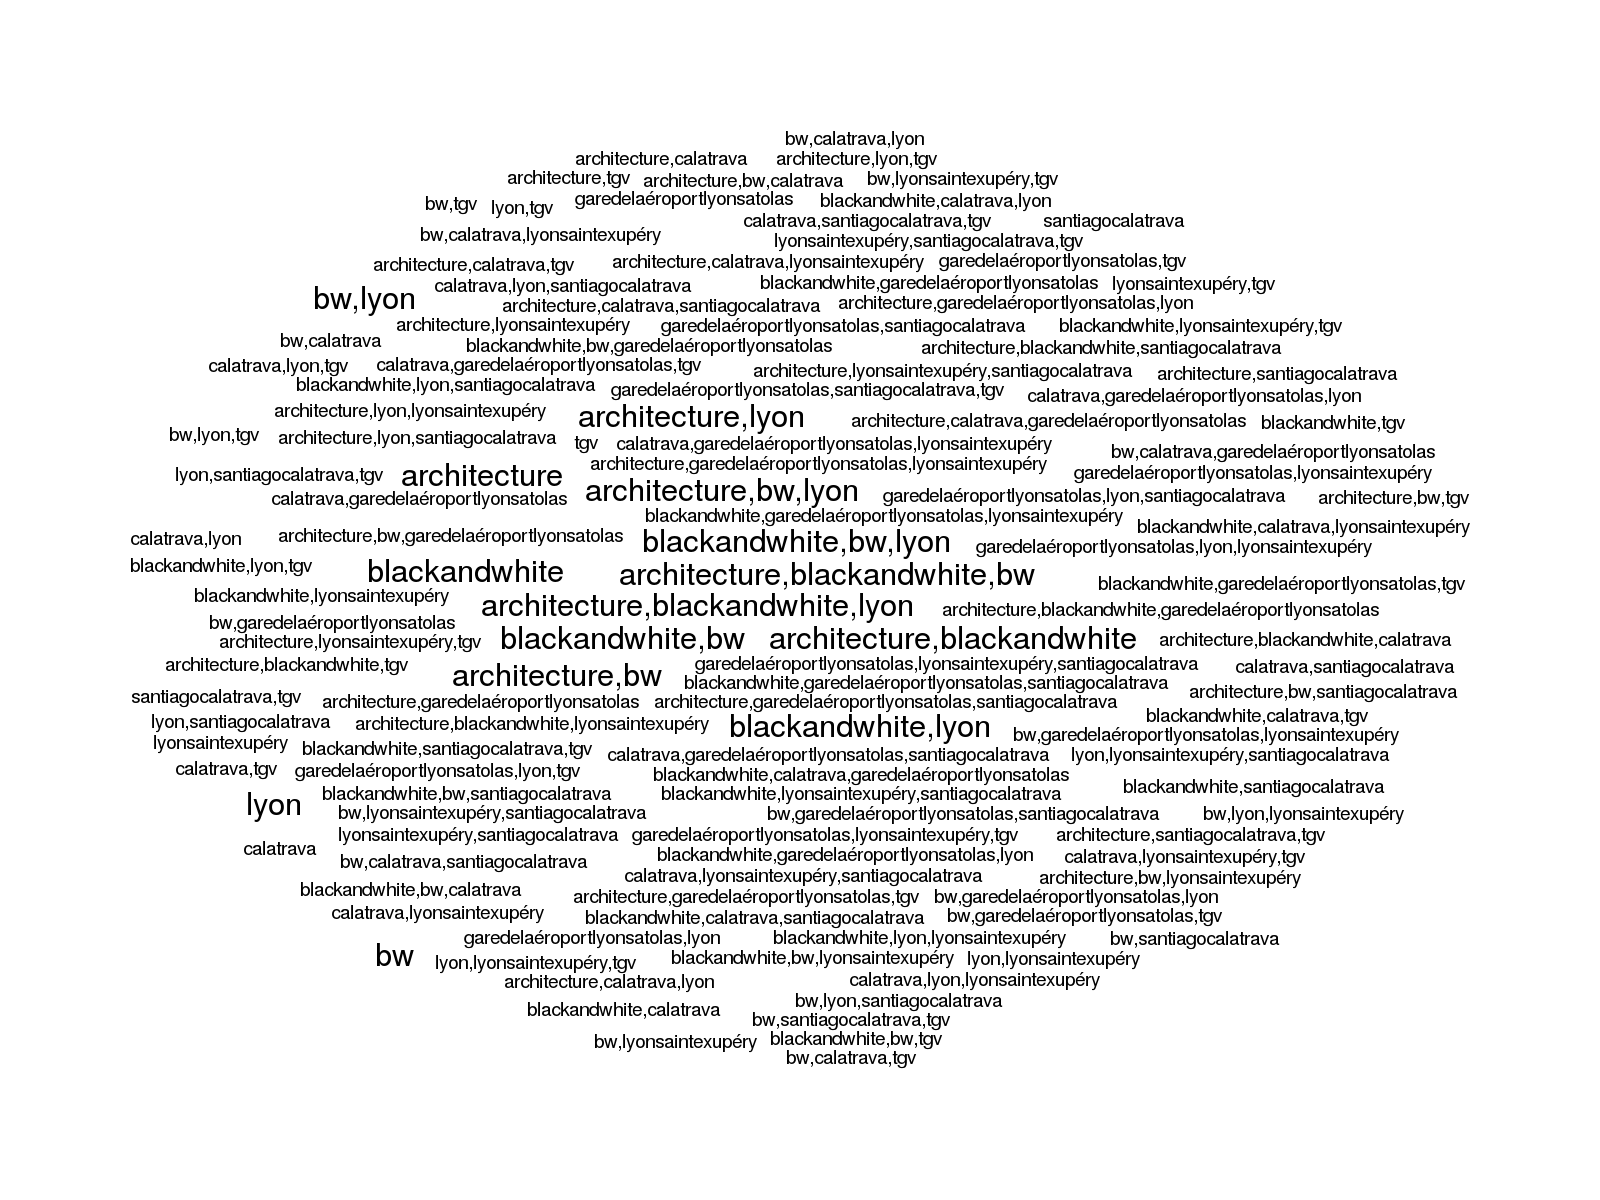 bw,calatrava,lyon
architecture,calatrava architecture,lyon,tgv
architecture,tgv architecture,bw,calatrava bw,lyonsaintexupéry,tgv
bw,tgv lyon,tgv garedelaéroportlyonsatolas blackandwhite,calatrava,lyon
calatrava,santiagocalatrava,tgv santiagocalatrava
bw,calatrava,lyonsaintexupéry lyonsaintexupéry,santiagocalatrava,tgv
architecture,calatrava,tgv architecture,calatrava,lyonsaintexupéry garedelaéroportlyonsatolas,tgv
bw,lyon calatrava,lyon,santiagocalatrava blackandwhite,garedelaéroportlyonsatolas lyonsaintexupéry,tgv
architecture,calatrava,santiagocalatrava architecture,garedelaéroportlyonsatolas,lyon
architecture,lyonsaintexupéry garedelaéroportlyonsatolas,santiagocalatrava blackandwhite,lyonsaintexupéry,tgv
bw,calatrava blackandwhite,bw,garedelaéroportlyonsatolas architecture,blackandwhite,santiagocalatrava
calatrava,lyon,tgv calatrava,garedelaéroportlyonsatolas,tgv architecture,lyonsaintexupéry,santiagocalatrava architecture,santiagocalatrava
blackandwhite,lyon,santiagocalatrava garedelaéroportlyonsatolas,santiagocalatrava,tgv calatrava,garedelaéroportlyonsatolas,lyon
architecture,lyon,lyonsaintexupéry architecture,lyon architecture,calatrava,garedelaéroportlyonsatolas blackandwhite,tgv
bw,lyon,tgv architecture,lyon,santiagocalatrava tgv calatrava,garedelaéroportlyonsatolas,lyonsaintexupéry bw,calatrava,garedelaéroportlyonsatolas
lyon,santiagocalatrava,tgv architecture architecture,garedelaéroportlyonsatolas,lyonsaintexupéry garedelaéroportlyonsatolas,lyonsaintexupéry
calatrava,garedelaéroportlyonsatolas architecture,bw,lyon garedelaéroportlyonsatolas,lyon,santiagocalatrava architecture,bw,tgv
blackandwhite,garedelaéroportlyonsatolas,lyonsaintexupéry blackandwhite,calatrava,lyonsaintexupéry
calatrava,lyon architecture,bw,garedelaéroportlyonsatolas blackandwhite,bw,lyon garedelaéroportlyonsatolas,lyon,lyonsaintexupéry
blackandwhite,lyon,tgv blackandwhite architecture,blackandwhite,bw blackandwhite,garedelaéroportlyonsatolas,tgv
blackandwhite,lyonsaintexupéry architecture,blackandwhite,lyon architecture,blackandwhite,garedelaéroportlyonsatolas
bw,garedelaéroportlyonsatolas
architecture,lyonsaintexupéry,tgv blackandwhite,bw architecture,blackandwhite architecture,blackandwhite,calatrava
architecture,blackandwhite,tgv architecture,bw garedelaéroportlyonsatolas,lyonsaintexupéry,santiagocalatrava calatrava,santiagocalatrava
blackandwhite,garedelaéroportlyonsatolas,santiagocalatrava architecture,bw,santiagocalatrava
santiagocalatrava,tgv architecture,garedelaéroportlyonsatolas architecture,garedelaéroportlyonsatolas,santiagocalatrava
lyon,santiagocalatrava architecture,blackandwhite,lyonsaintexupéry blackandwhite,lyon blackandwhite,calatrava,tgv
bw,garedelaéroportlyonsatolas,lyonsaintexupéry
lyonsaintexupéry blackandwhite,santiagocalatrava,tgv calatrava,garedelaéroportlyonsatolas,santiagocalatrava lyon,lyonsaintexupéry,santiagocalatrava
calatrava,tgv garedelaéroportlyonsatolas,lyon,tgv blackandwhite,calatrava,garedelaéroportlyonsatolas
lyon blackandwhite,bw,santiagocalatrava blackandwhite,lyonsaintexupéry,santiagocalatrava blackandwhite,santiagocalatrava
bw,lyonsaintexupéry,santiagocalatrava bw,garedelaéroportlyonsatolas,santiagocalatrava bw,lyon,lyonsaintexupéry
lyonsaintexupéry,santiagocalatrava garedelaéroportlyonsatolas,lyonsaintexupéry,tgv architecture,santiagocalatrava,tgv
calatrava bw,calatrava,santiagocalatrava blackandwhite,garedelaéroportlyonsatolas,lyon calatrava,lyonsaintexupéry,tgv
calatrava,lyonsaintexupéry,santiagocalatrava architecture,bw,lyonsaintexupéry
blackandwhite,bw,calatrava architecture,garedelaéroportlyonsatolas,tgv bw,garedelaéroportlyonsatolas,lyon
calatrava,lyonsaintexupéry blackandwhite,calatrava,santiagocalatrava bw,garedelaéroportlyonsatolas,tgv
garedelaéroportlyonsatolas,lyon blackandwhite,lyon,lyonsaintexupéry bw,santiagocalatrava
bw lyon,lyonsaintexupéry,tgv blackandwhite,bw,lyonsaintexupéry lyon,lyonsaintexupéry
architecture,calatrava,lyon calatrava,lyon,lyonsaintexupéry
blackandwhite,calatrava bw,lyon,santiagocalatrava
bw,santiagocalatrava,tgv
bw,lyonsaintexupéry blackandwhite,bw,tgv
bw,calatrava,tgv